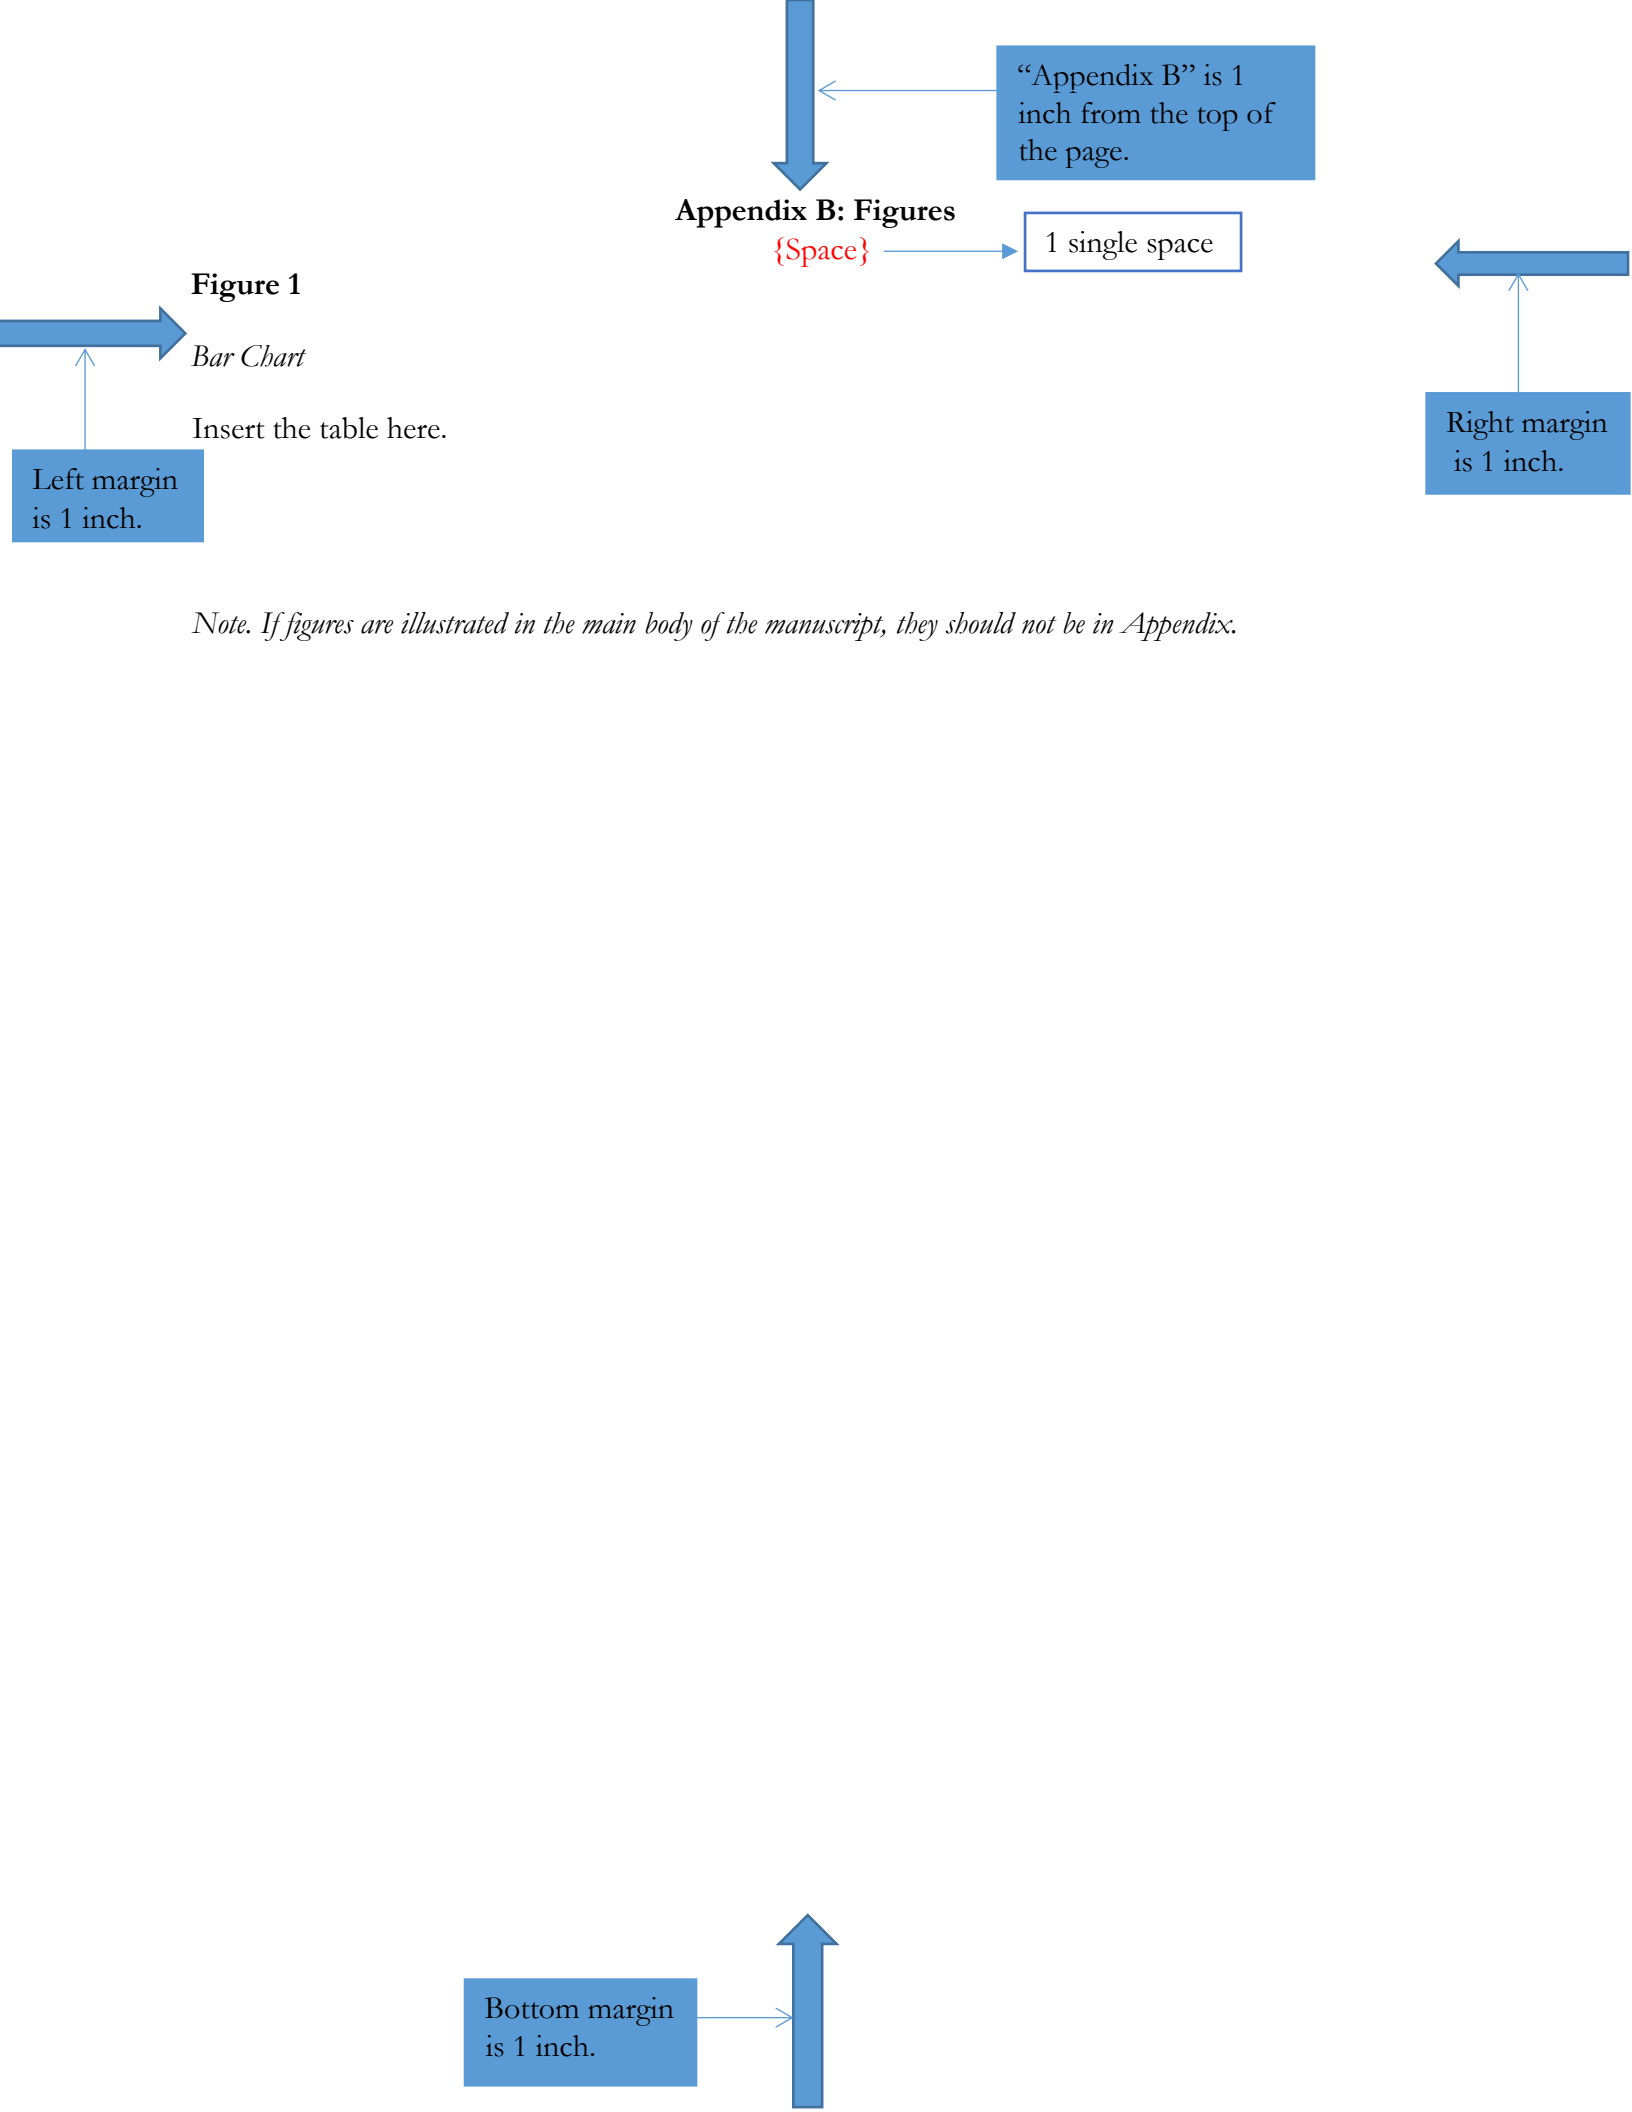 “Appendix B” is 1
inch from the top of
the page.
Appendix B: Figures
{Space}
1 single space
Figure 1
Bar Chart
Insert the table here.
Left margin
is 1 inch.
Right margin
is 1 inch.
Note. If figures are illustrated in the main body of the manuscript, they should not be in Appendix.
Bottom margin
is 1 inch.